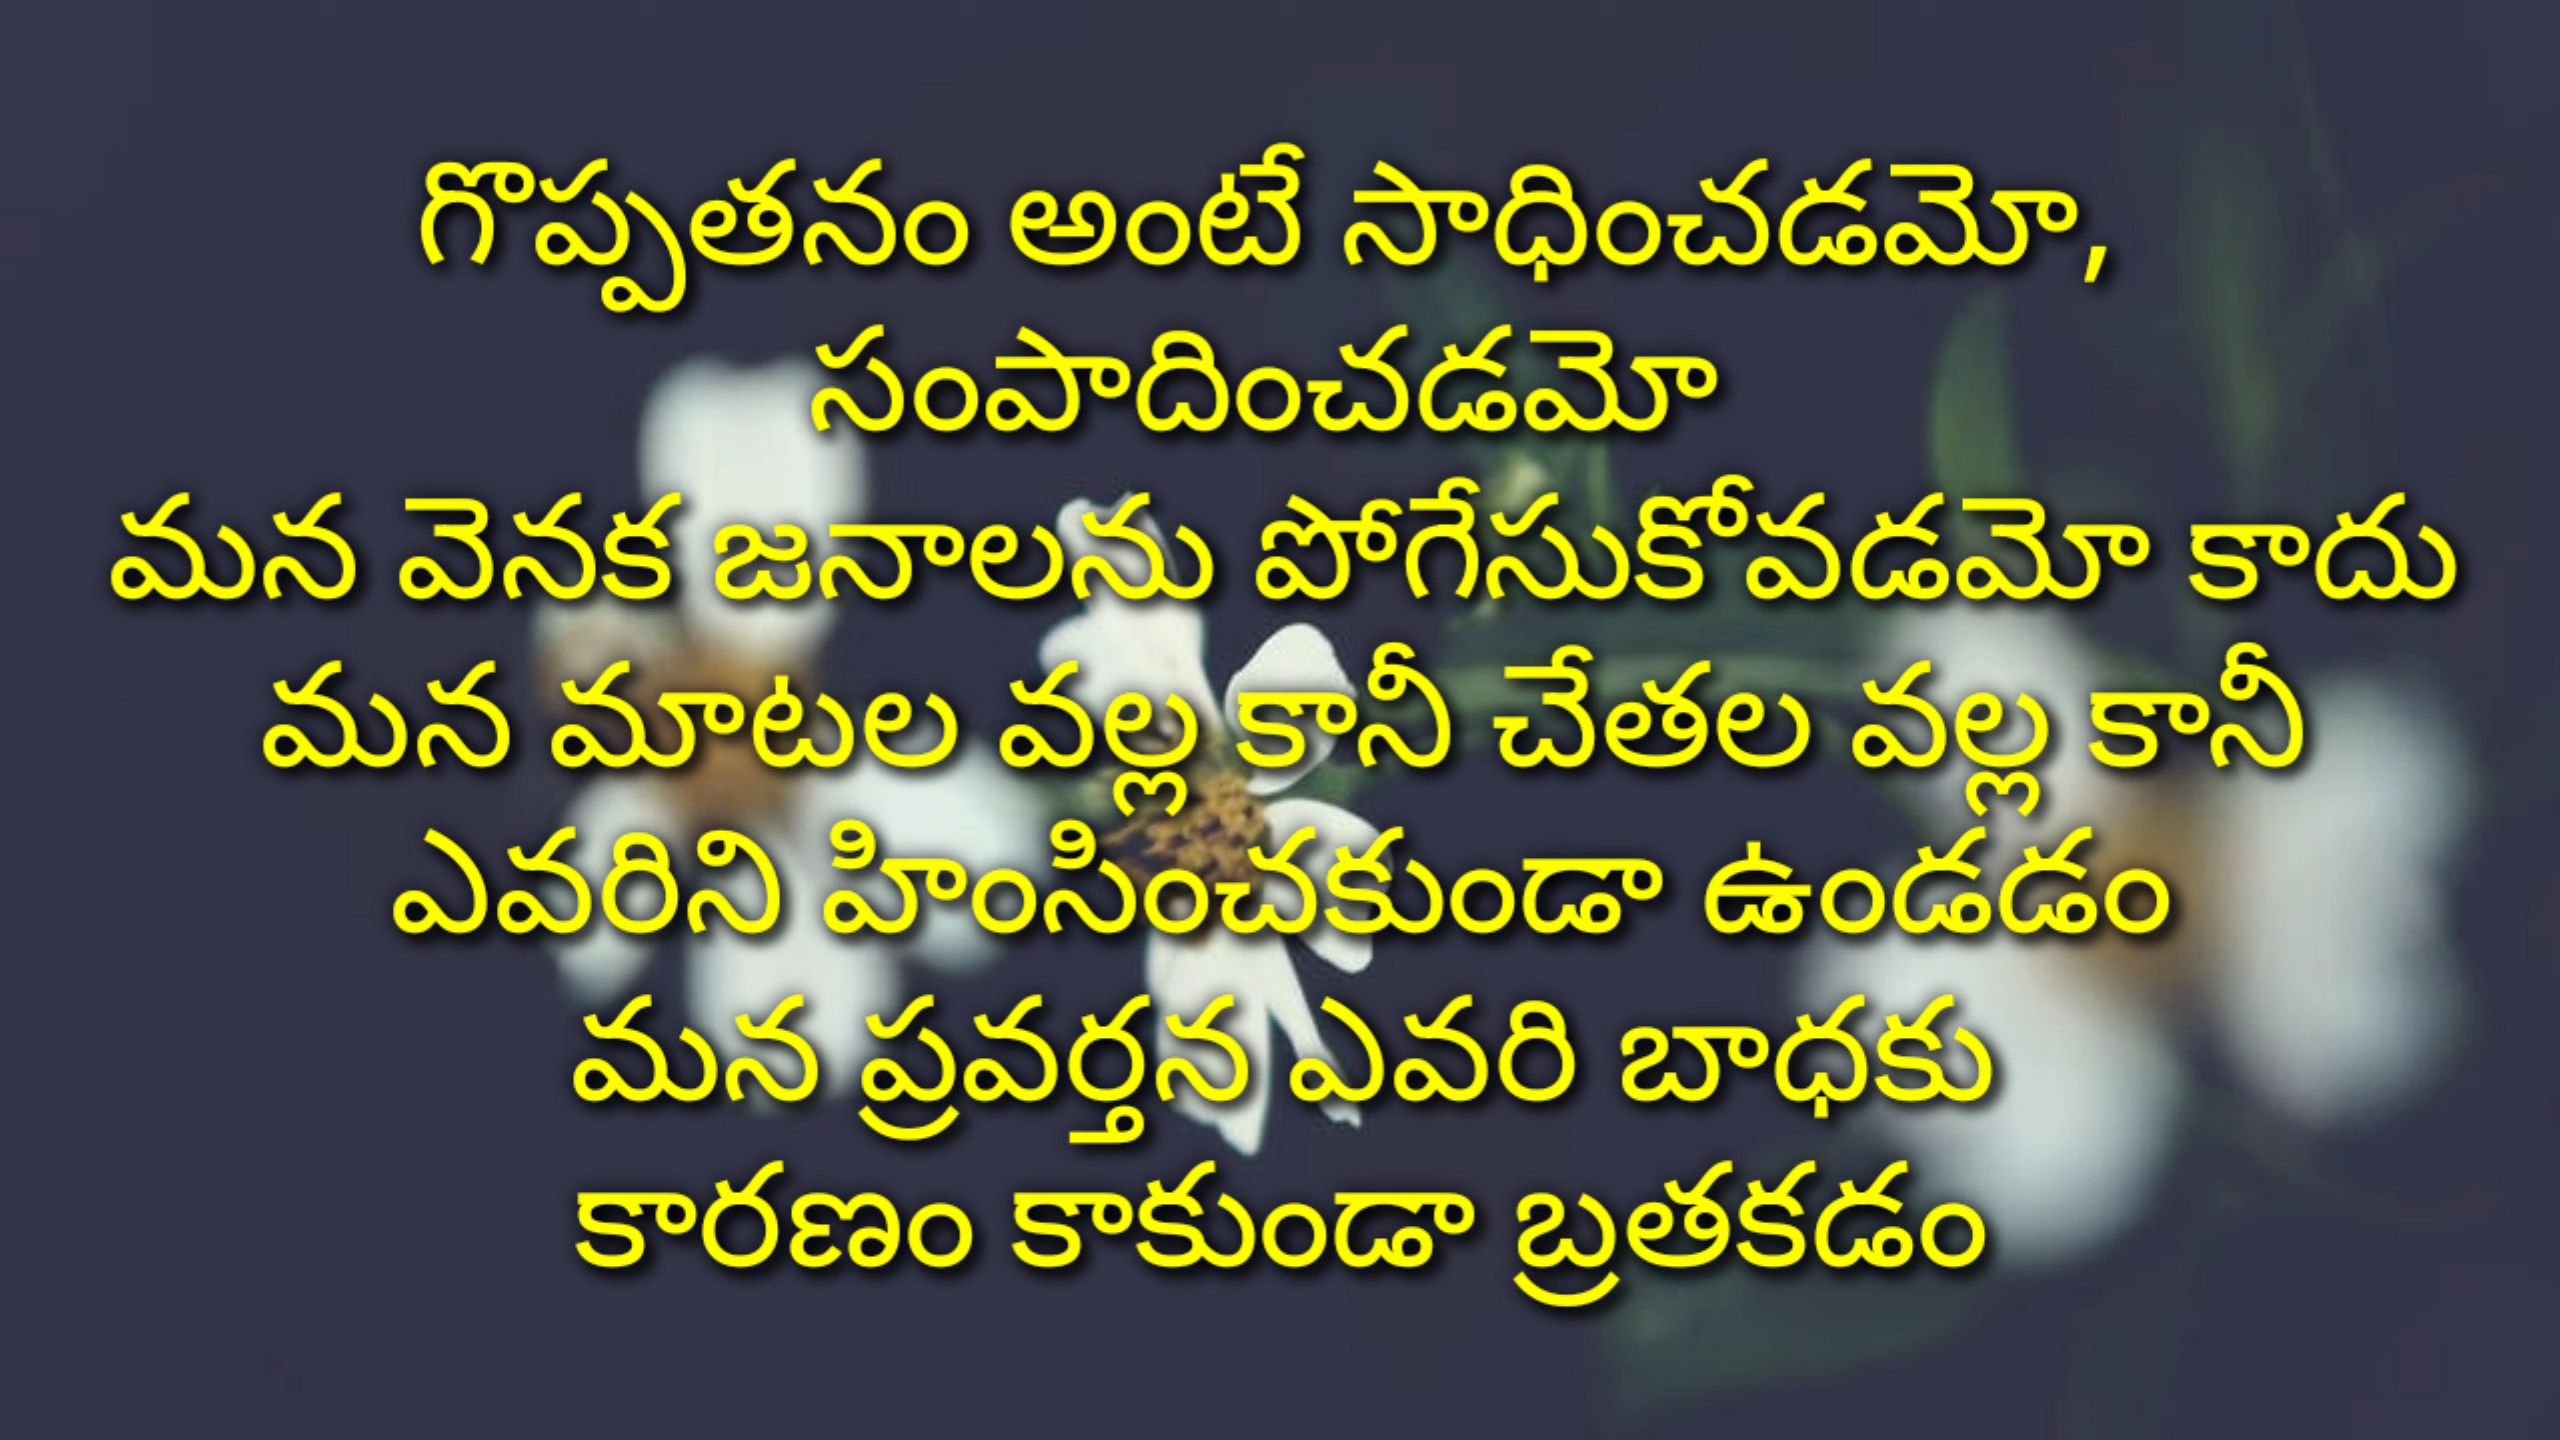 గొప్పతనం అంటే సాధించడమో,
సంపాదించడమో
మన వెనక జనాలను పోగేసుకోవడమో కాదు
మన మాటల వల్ల కానీ చేతల వల్ల కానీ
ఎవరిని హింసించకుండా ఉండడం
మన ప్రవర్తన ఎవరి బాధకు
కారణం కాకుండా బ్రతకడం